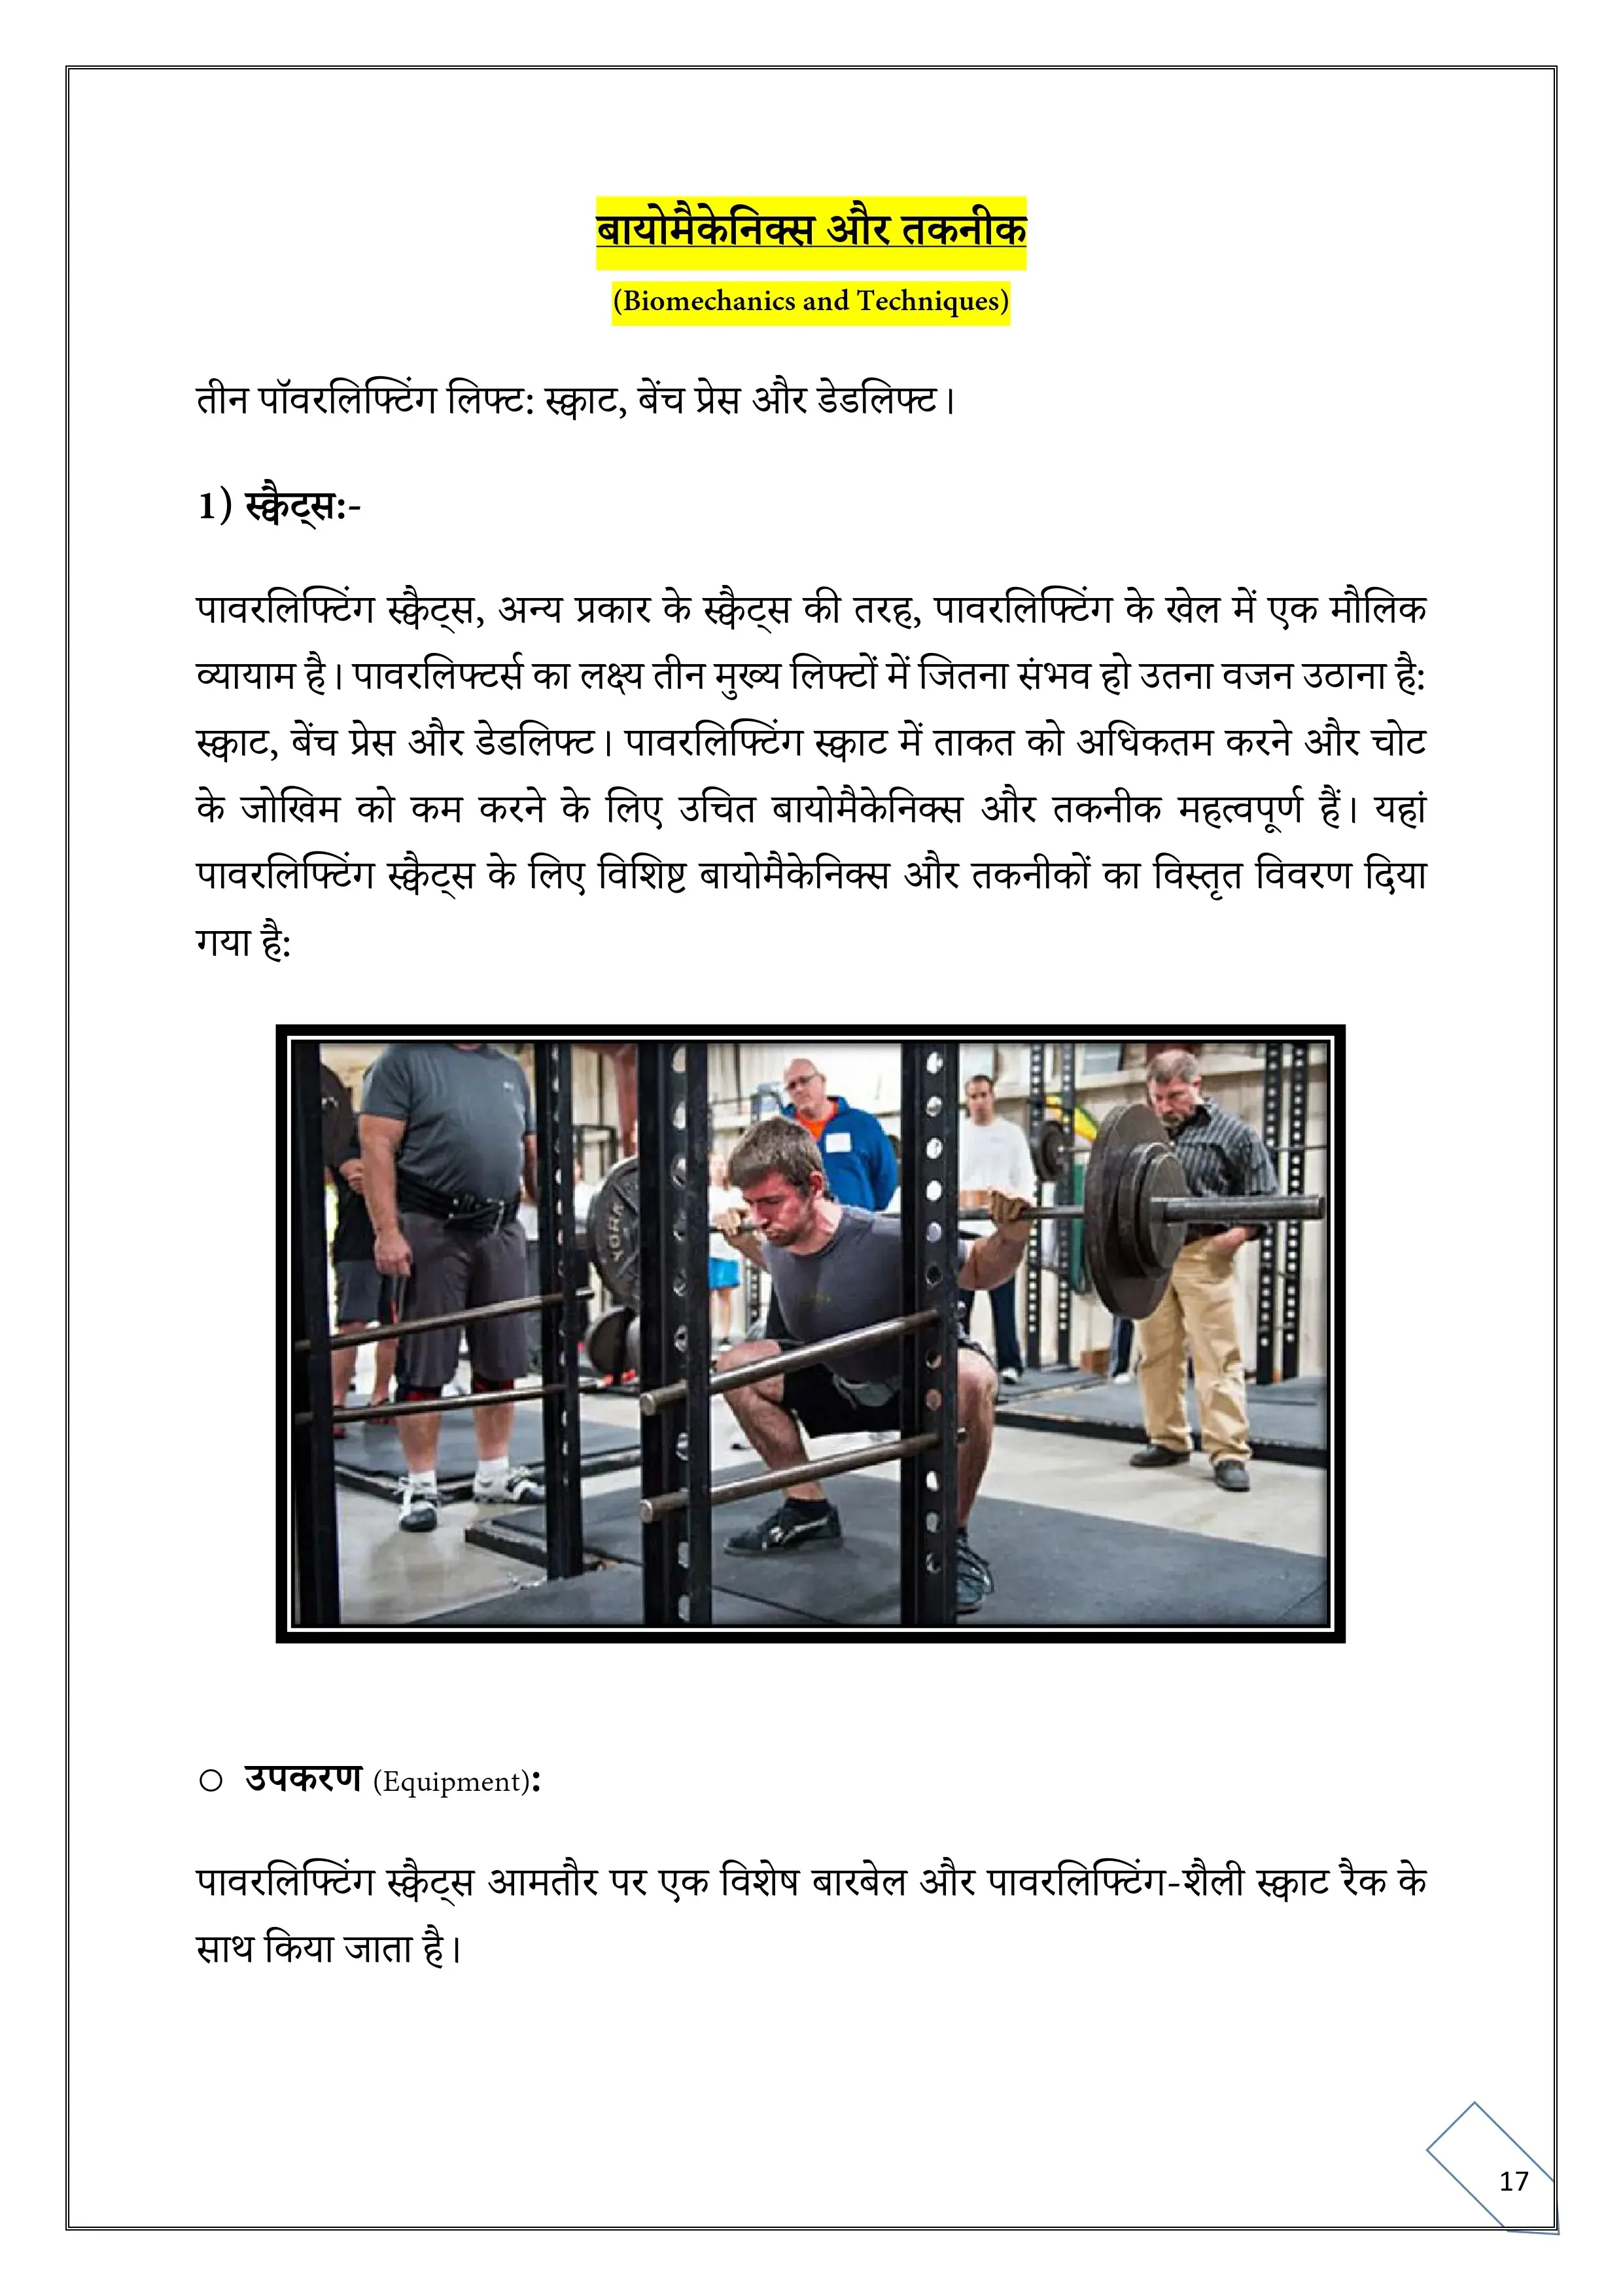 बायोमैकेनिक्स और तकनीक
(Biomechanics and Techniques)
तीन पॉवरलिफ्टिंग लिफ्ट: स्क्वाट, बेंच प्रेस और डेडलिफ्ट।
1) स्क्वैट्स:-
पावरलिफ्टिंग स्क्वैट्स, अन्य प्रकार के स्क्वैट्स की तरह, पावरलिफ्टिंग के खेल में एक मौलिक
व्यायाम है। पावरलिफ्टर्स का लक्ष्य तीन मुख्य लिफ्टों में जितना संभव हो उतना वजन उठाना है:
स्क्वाट, बेंच प्रेस और डेडलिफ्ट। पावरलिफ्टिंग स्क्वाट में ताकत को अधिकतम करने और चोट
के जोखिम को कम करने के लिए उचित बायोमैकेनिक्स और तकनीक महत्वपूर्ण हैं। यहां
पावरलिफ्टिंग स्क्वैट्स के लिए विशिष्ट बायोमैकेनिक्स और तकनीकों का विस्तृत विवरण दिया
गया है:
YORK
○ उपकरण (Equipment):
पावरलिफ्टिंग स्क्वैट्स आमतौर पर एक विशेष बारबेल और पावरलिफ्टिंग-शैली स्क्वाट रैक के
साथ किया जाता है।
17